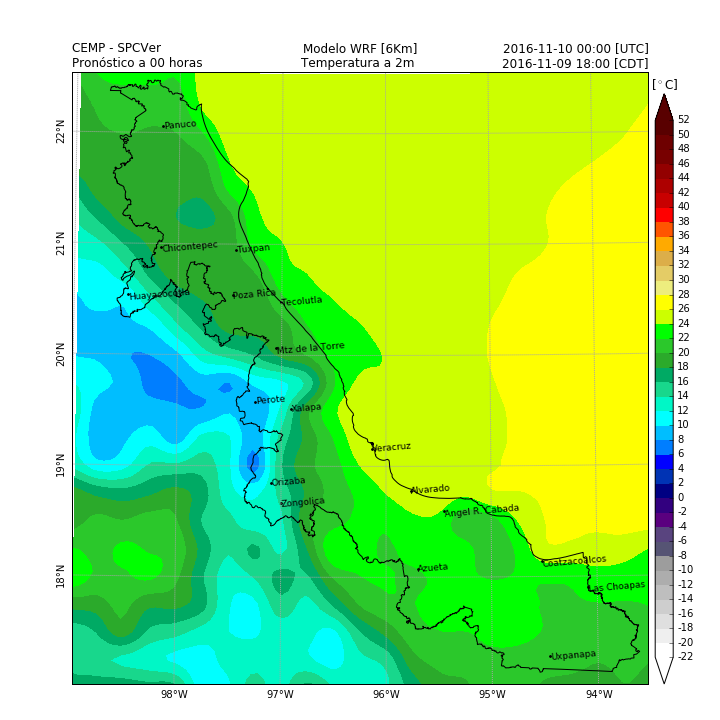 CEMP - SPCVer Modelo WRF [6Km] 2016-11-10 00:00 [UTC]
Pronóstico a 00 horas Temperatura a 2m 2016-11-09 18:00 [CDT]
[°C]
52
50
48
46
44
42
40
38
36
34
32
30
28
26
24
22
20
18
16
14
12
10
8
6
4
2
0
-2
-4
-6
-8
-10
-12
-14
-16
-18
-20
-22
22°N
21°N
20°N
19°N
18°N
Panuco
Chicontepec
Tuxpan
Huayacocotla
Poza Rica
Tecolutla
Mtz de la Torre
Perote
Xalapa
Veracruz
Orizaba
Alvarado
Zongolica
Angel R. Cabada
Azueta
Coatzacoalcos
Las Choapas
Uxpanapa
98°W 97°W 96°W 95°W 94°W